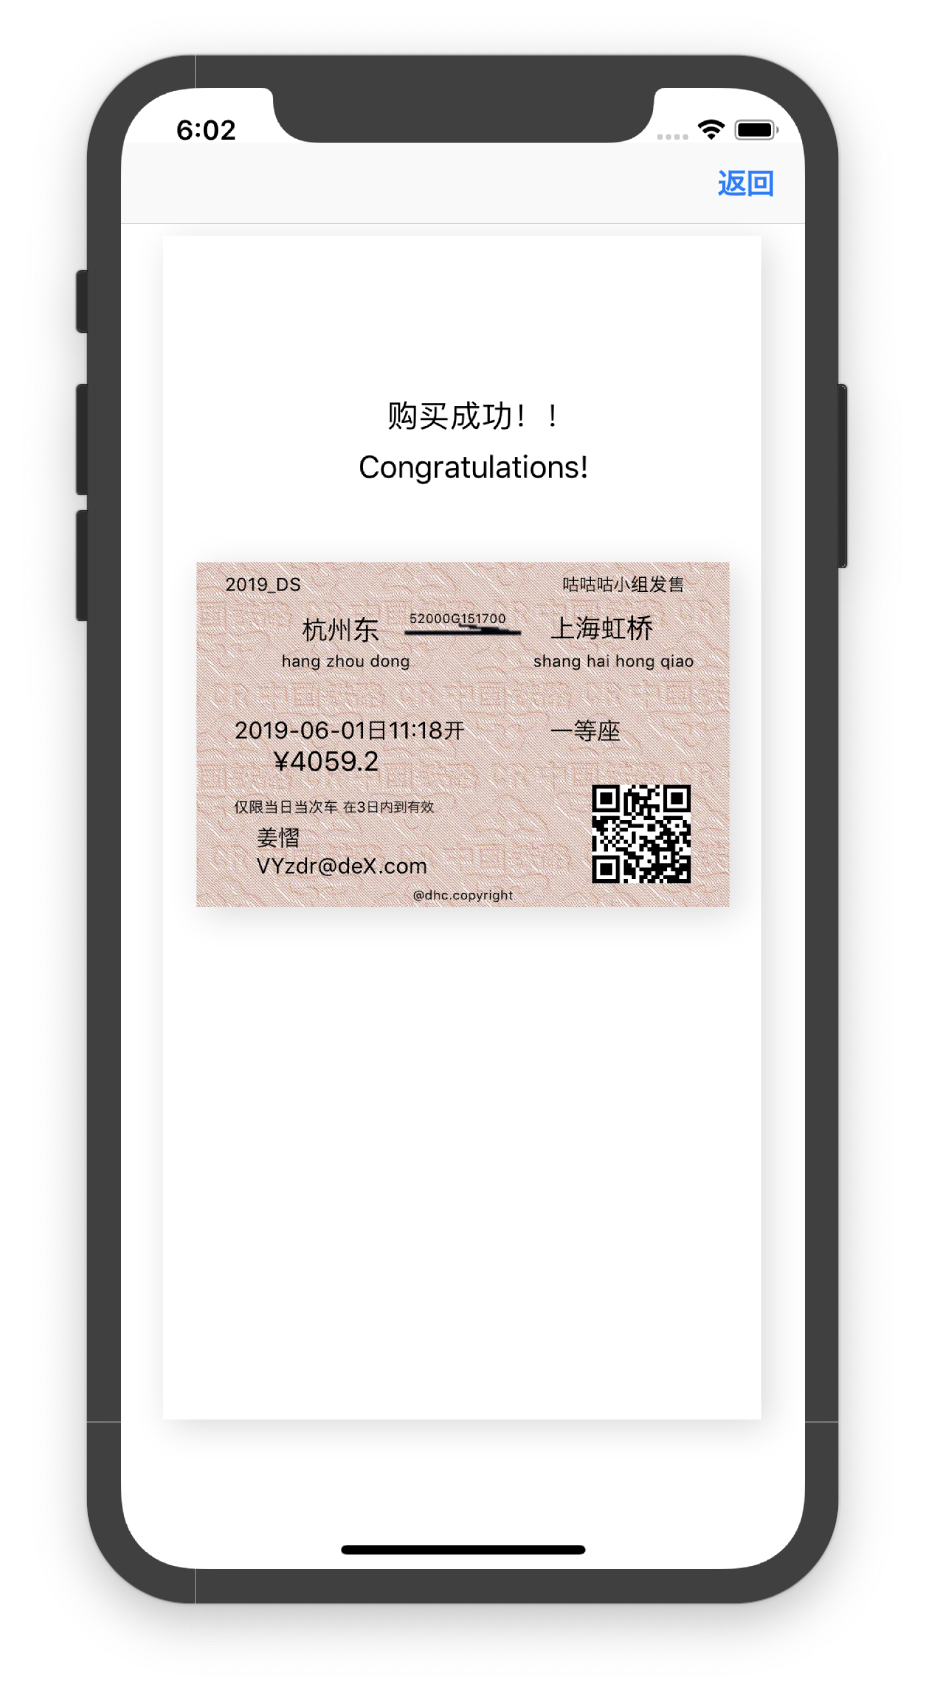 6:02
返回
购买成功！！
Congratulations!
2019_DS
咕咕咕小组发售
杭州东
52000G151700
上海虹桥
hang zhou dong
shang hai hong qiao
2019-06-01日11:18开
一等座
¥4059.2
仅限当日当次车 在3日内到有效
姜熠
VYzdr@deX.com
@dhc.copyright